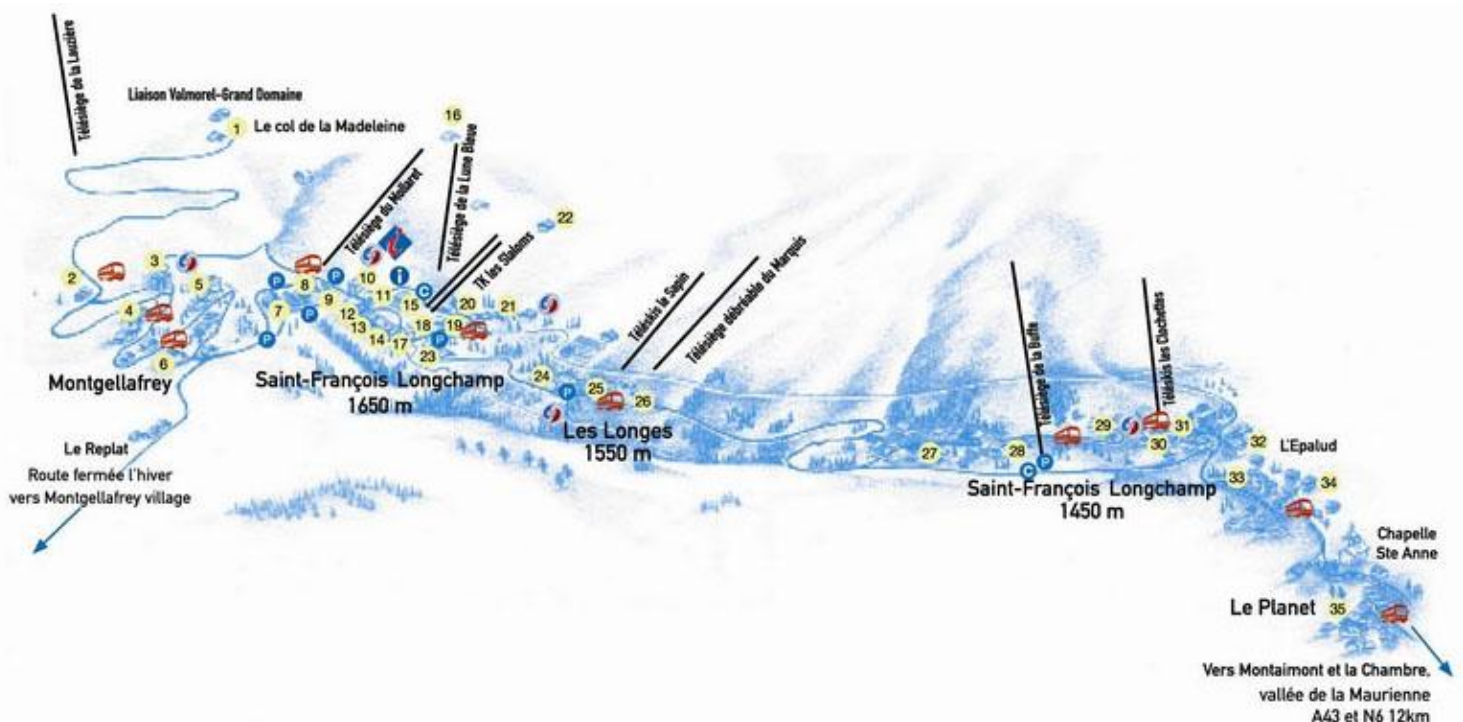 Télésiège de la Lauzière
Liaison Valmorel-Grand Domaine
1
Le col de la Madeleine
16
Télésiège du Mollaret
Télésiège de la Lune Bleue
TK les Slaloms
22
2
3
5
4
6
P
8
P
10
i
C
7
P
9
11
12
13
14
15
17
18
19
20
21
P
P
23
Montgellafrey
Saint-François Longchamp
1650 m
Téléskis le Sapin
Télésiège débréable du Marquis
24
P
25
26
Les Longes
1550 m
Le Replat
Route fermée l'hiver
vers Montgellafrey village
Télésiège de la Buffe
Téléskis les Clochettes
27
28
C
P
29
30
31
32
L'Epalud
33
34
Saint-François Longchamp
1450 m
Chapelle
Ste Anne
Le Planet
35
Vers Montaimont et la Chambre,
vallée de la Maurienne
A43 et N6 12km